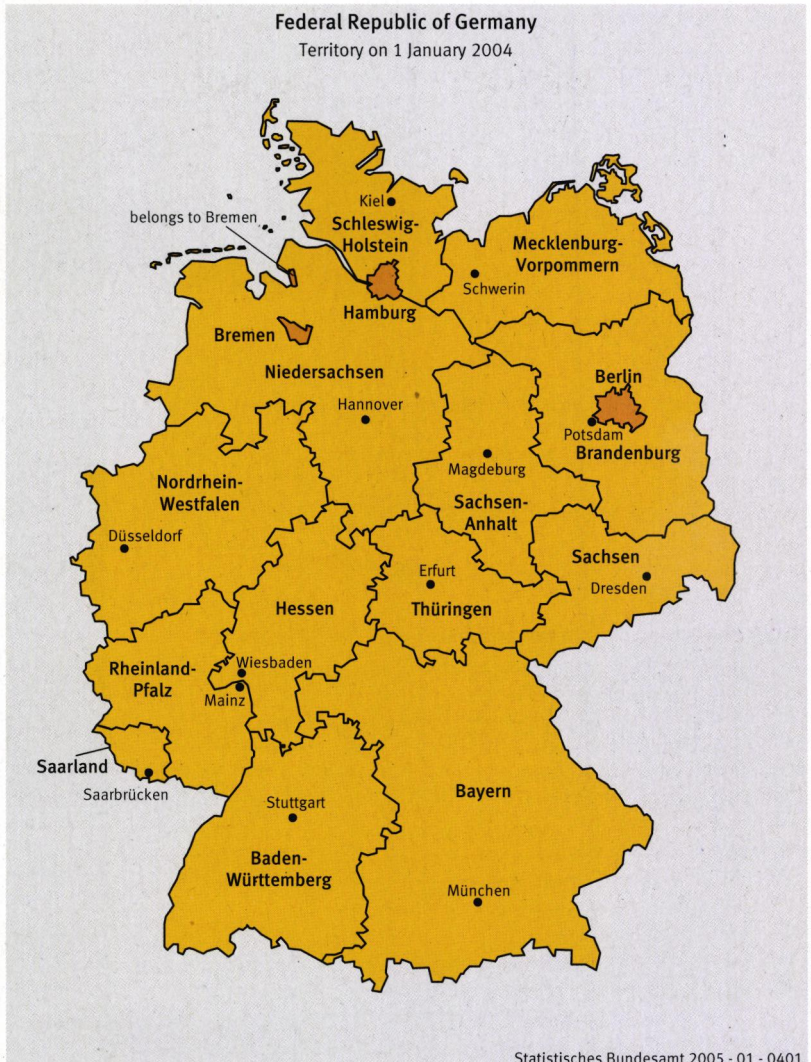 Federal Republic of Germany
Territory on 1 January 2004
Kiel
belongs to Bremen
Schleswig-
Holstein
Mecklenburg-
Vorpommern
Schwerin
Hamburg
Bremen
Niedersachsen
Berlin
Hannover
Potsdam
Brandenburg
Magdeburg
Nordrhein-
Westfalen
Sachsen-
Anhalt
Düsseldorf
Sachsen
Erfurt
Dresden
Hessen
Thüringen
Wiesbaden
Rheinland-
Pfalz
Mainz
Saarland
Saarbrücken
Stuttgart
Bayern
Baden-
Württemberg
München
Statistisches Bundesamt 2005 - 01 - 0401